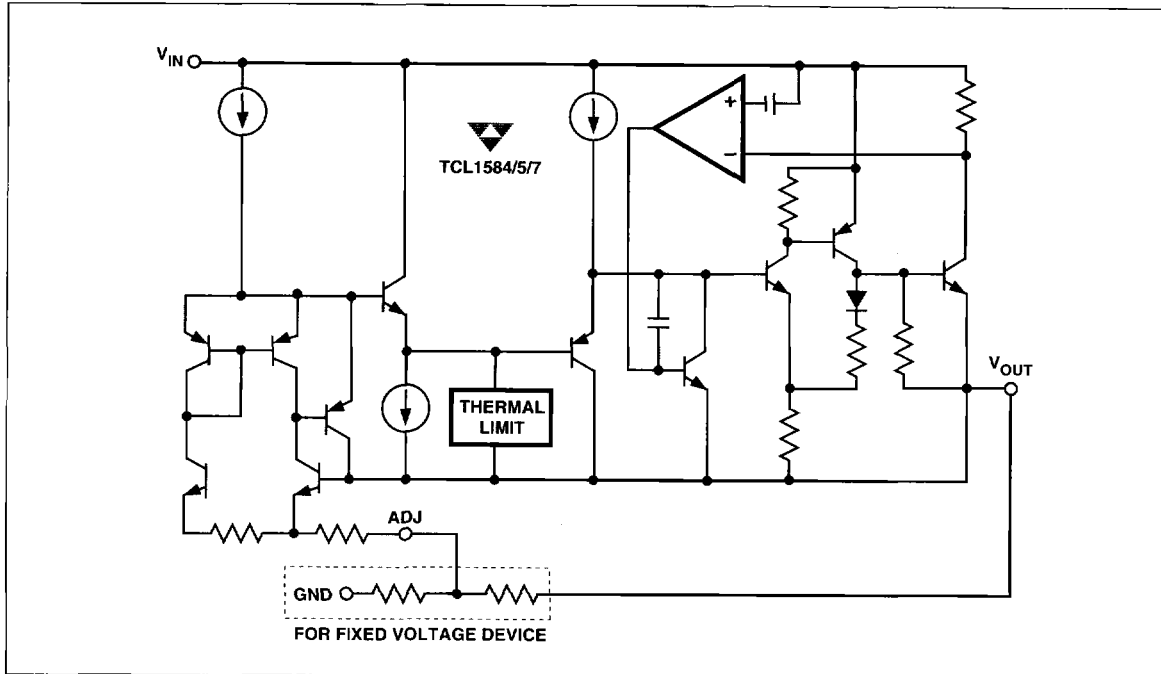 V_IN
TCL1584/5/7
+
−
THERMAL
LIMIT
V_OUT
ADJ
GND
FOR FIXED VOLTAGE DEVICE